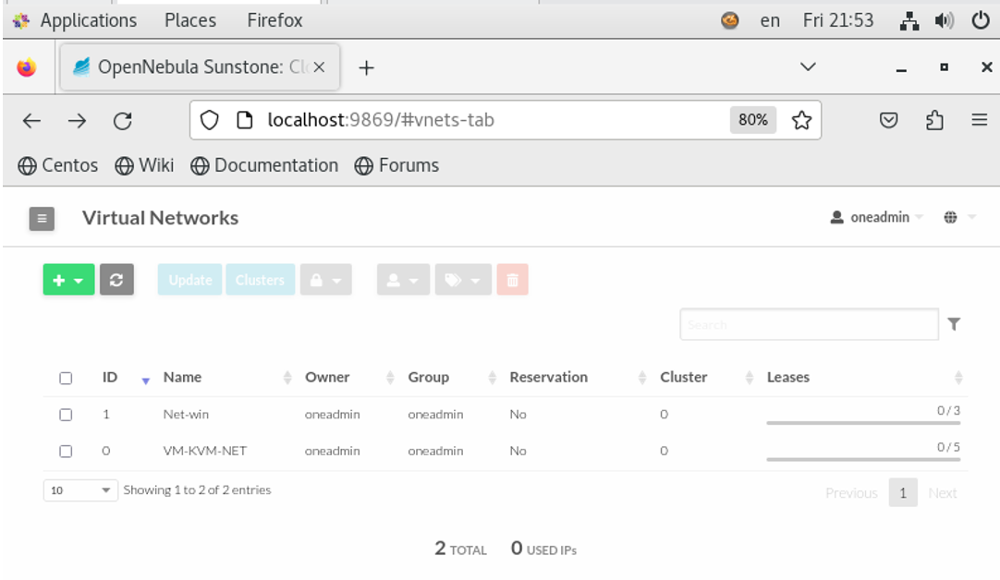 Applications Places Firefox en Fri 21:53
OpenNebula Sunstone: Cl
localhost:9869/#vnets-tab 80%
Centos Wiki Documentation Forums
Virtual Networks oneadmin
Update Clusters
Search
ID Name Owner Group Reservation Cluster Leases
1 Net-win oneadmin oneadmin No 0 0 / 3
0 VM-KVM-NET oneadmin oneadmin No 0 0 / 5
10 Showing 1 to 2 of 2 entries Previous 1 Next
2 TOTAL 0 USED IPs